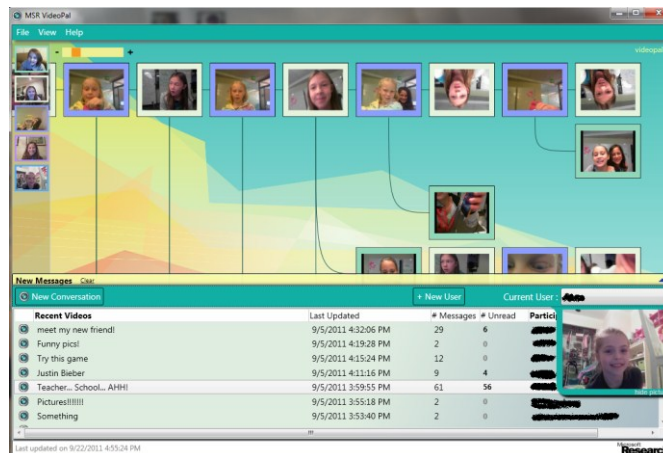 MSR VideoPal
File View Help
- +
videopal
New Messages Clear
New Conversation + New User Current User :
Recent Videos Last Updated # Messages # Unread Particip
meet my new friend! 9/5/2011 4:32:06 PM 29 6
Funny pics! 9/5/2011 4:19:28 PM 2 0
Try this game 9/5/2011 4:15:24 PM 12 0
Justin Bieber 9/5/2011 4:11:16 PM 9 4
Teacher... School... AHH! 9/5/2011 3:59:55 PM 61 56
Pictures!!!!!!! 9/5/2011 3:55:18 PM 2 0
Something 9/5/2011 3:53:40 PM 2 0
hide pictu
Last updated on 9/22/2011 4:55:24 PM
Microsoft
Research